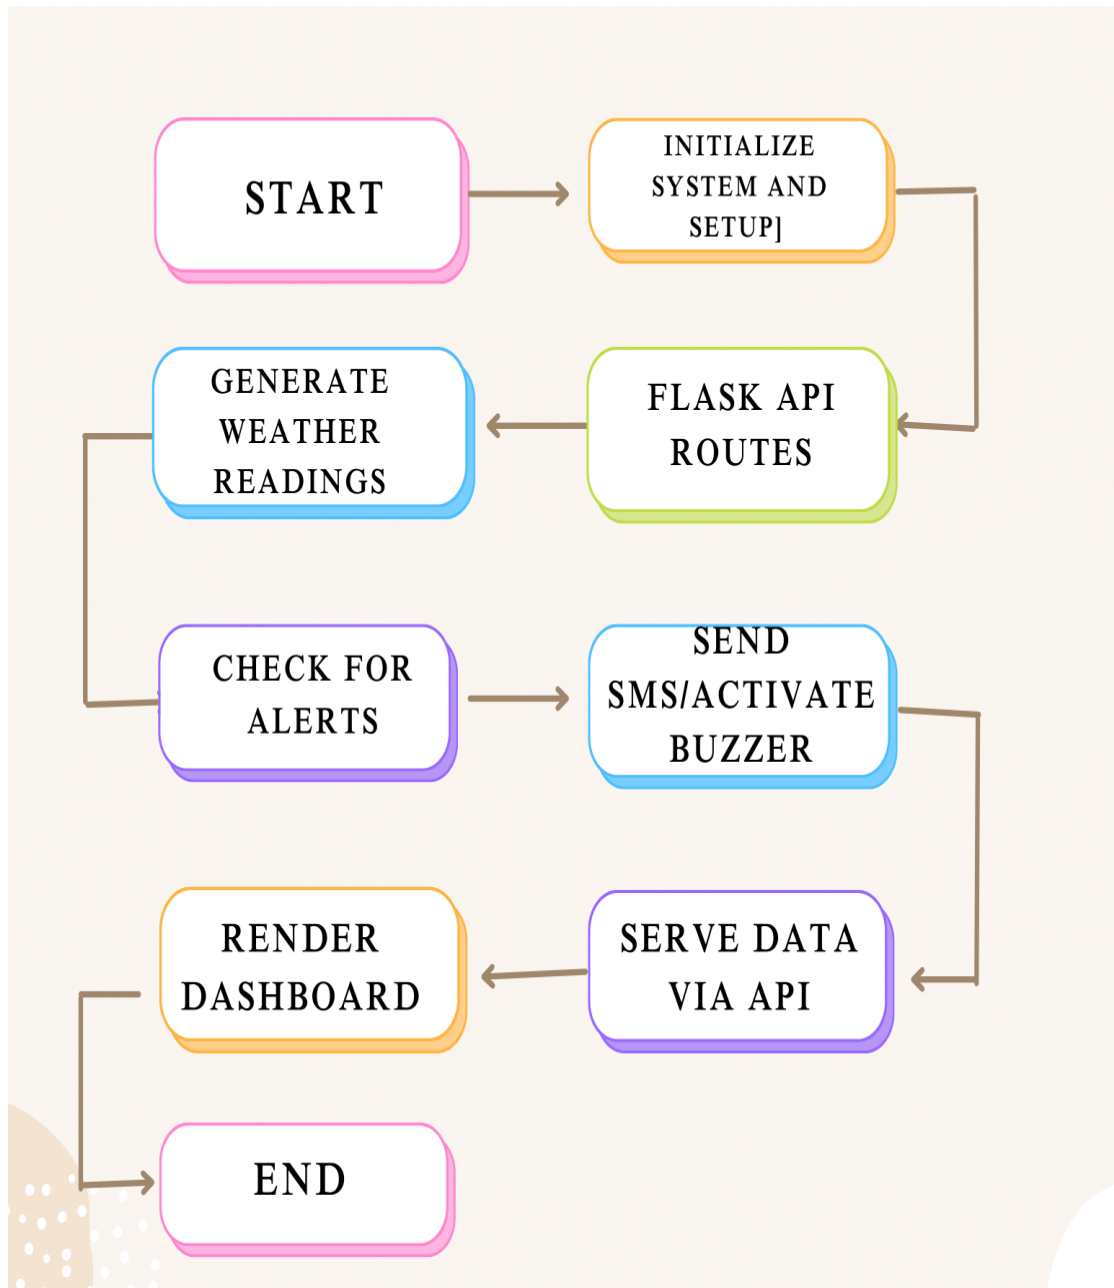 START
INITIALIZE
SYSTEM AND
SETUP]
FLASK API
ROUTES
GENERATE
WEATHER
READINGS
CHECK FOR
ALERTS
SEND
SMS/ACTIVATE
BUZZER
SERVE DATA
VIA API
RENDER
DASHBOARD
END